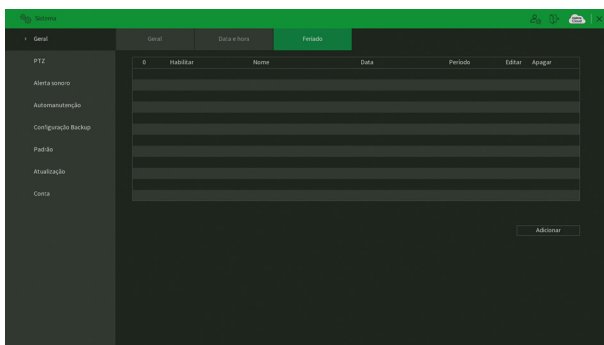 Sistema
Geral
Geral
Data e hora
Feriado
0
Habilitar
Nome
Data
Período
Editar
Apagar
PTZ
Alerta sonoro
Automanutenção
Configuração Backup
Padrão
Atualização
Conta
Adicionar